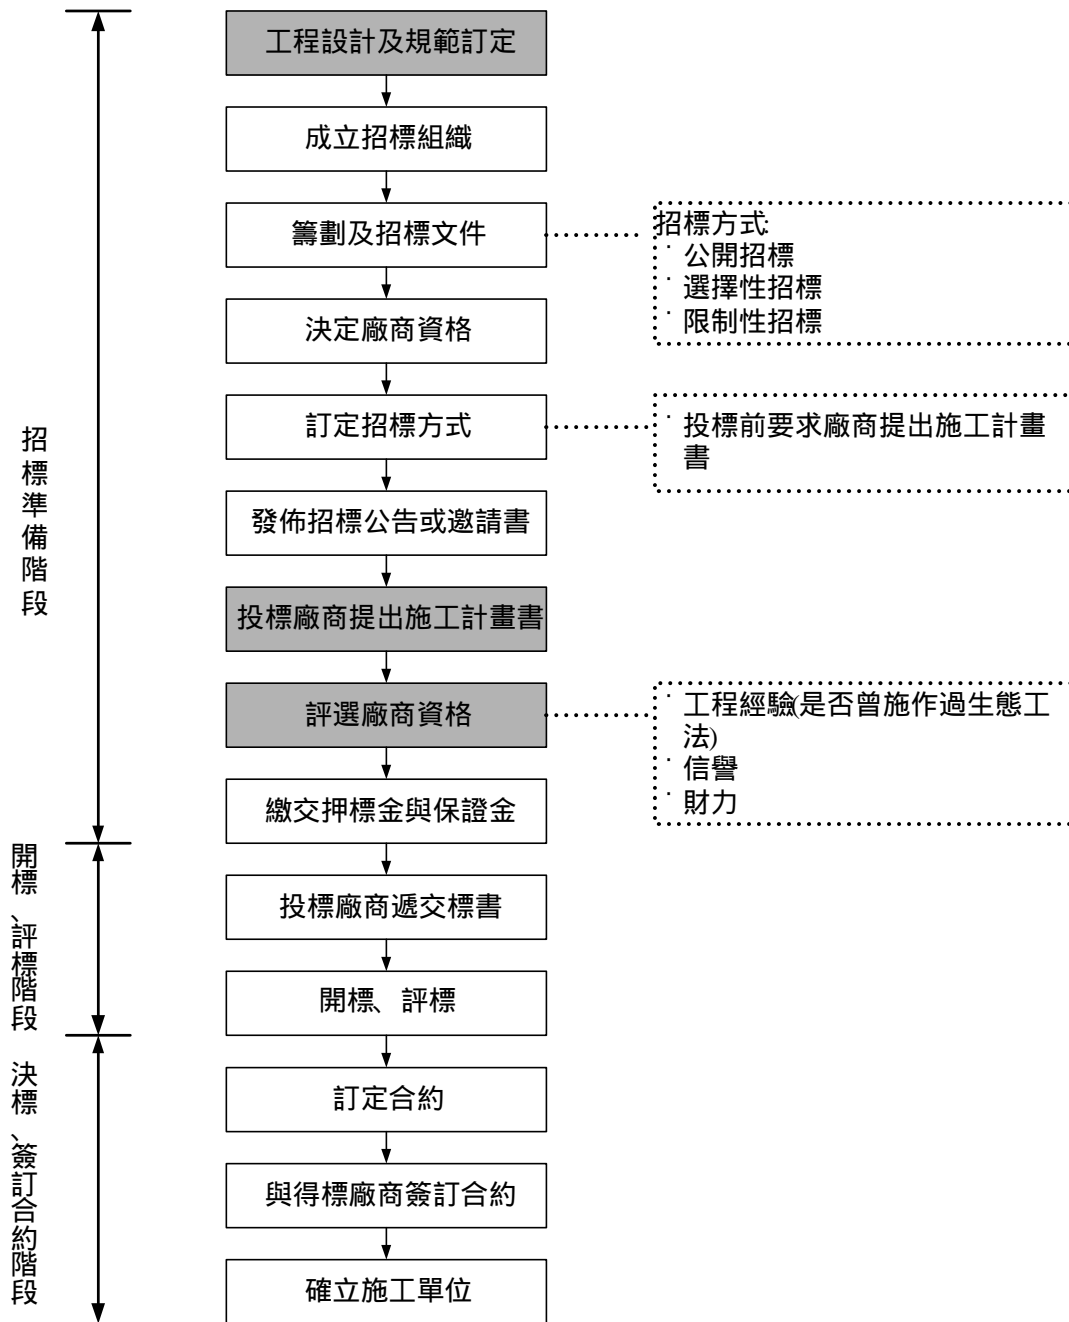 工程設計及規範訂定
成立招標組織
籌劃及招標文件
招標方式:
˙公開招標
˙選擇性招標
˙限制性招標
決定廠商資格
訂定招標方式
˙投標前要求廠商提出施工計畫
書
發佈招標公告或邀請書
投標廠商提出施工計畫書
評選廠商資格
˙工程經驗(是否曾施作過生態工
法)
˙信譽
˙財力
繳交押標金與保證金
招標準備階段
投標廠商遞交標書
開標、評標
開標、評標階段
訂定合約
與得標廠商簽訂合約
確立施工單位
決標、簽訂合約階段